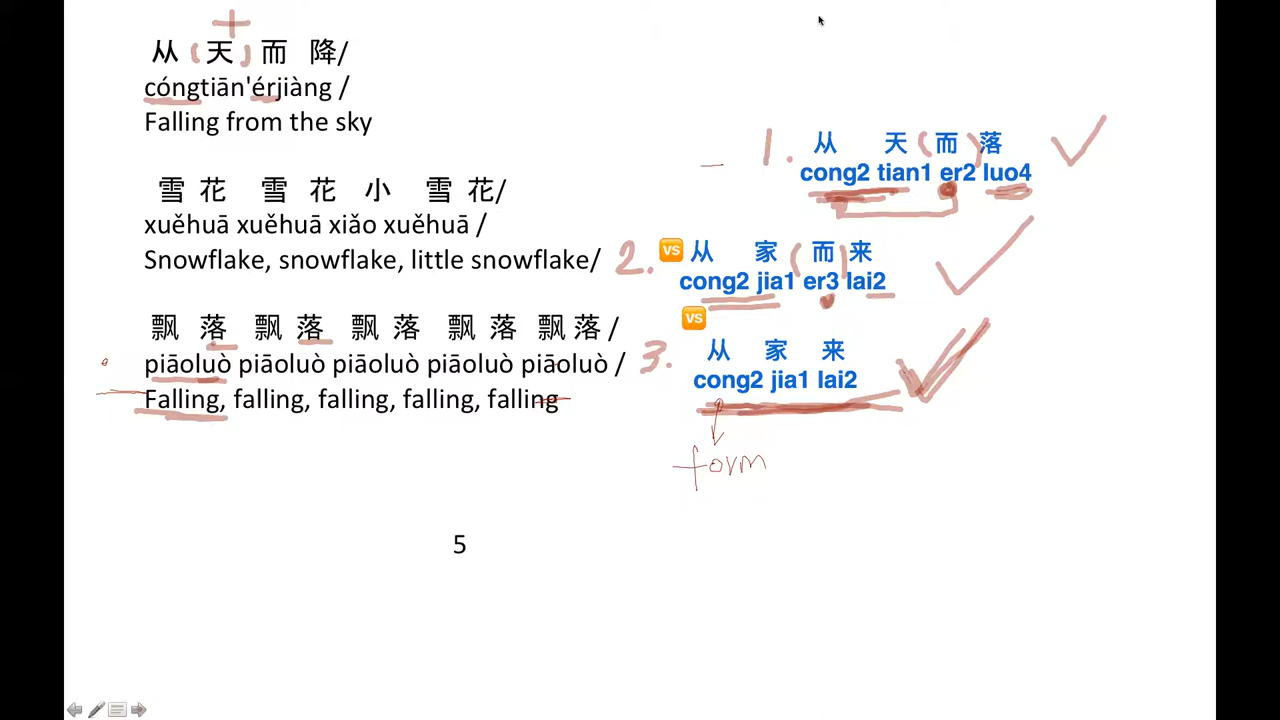 从 ( 天 ) 而 降/
cóngtiān'érjiàng /
Falling from the sky
雪 花 雪 花 小 雪 花/
xuěhuā xuěhuā xiǎo xuěhuā /
Snowflake, snowflake, little snowflake/
飘 落 飘 落 飘 落 飘 落 飘 落 /
piāoluò piāoluò piāoluò piāoluò piāoluò /
Falling, falling, falling, falling, falling
5
1. 从 天 ( 而 ) 落
cong2 tian1 er2 luo4
2. VS 从 家 ( 而 ) 来
cong2 jia1 er3 lai2
VS
3. 从 家 来
cong2 jia1 lai2
form